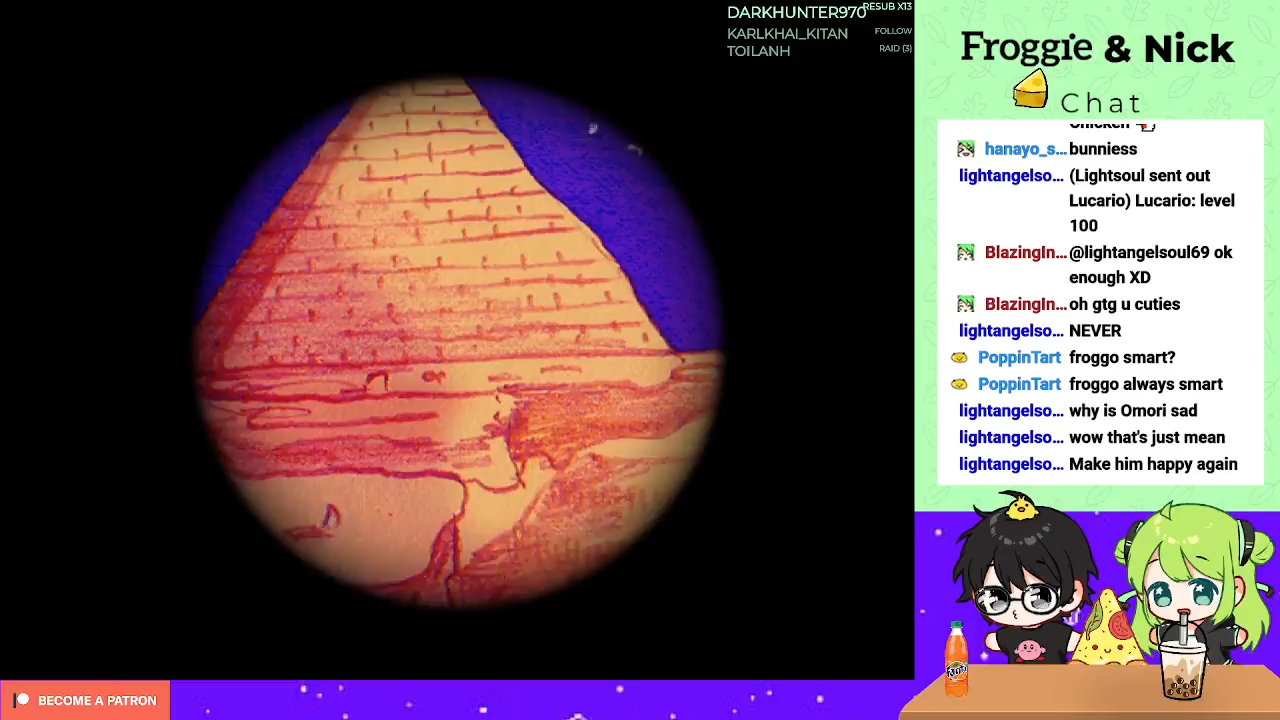 DARKHUNTER970 RESUB X13
KARLKHAI_KITAN FOLLOW
TOILANH RAID (3)
Froggie & Nick
Chat
Chicken
hanayo_s... bunniess
lightangelso... (Lightsoul sent out
Lucario) Lucario: level
100
BlazingIn... @lightangelsoul69 ok
enough XD
BlazingIn... oh gtg u cuties
lightangelso... NEVER
PoppinTart froggo smart?
PoppinTart froggo always smart
lightangelso... why is Omori sad
lightangelso... wow that's just mean
lightangelso... Make him happy again
BECOME A PATRON